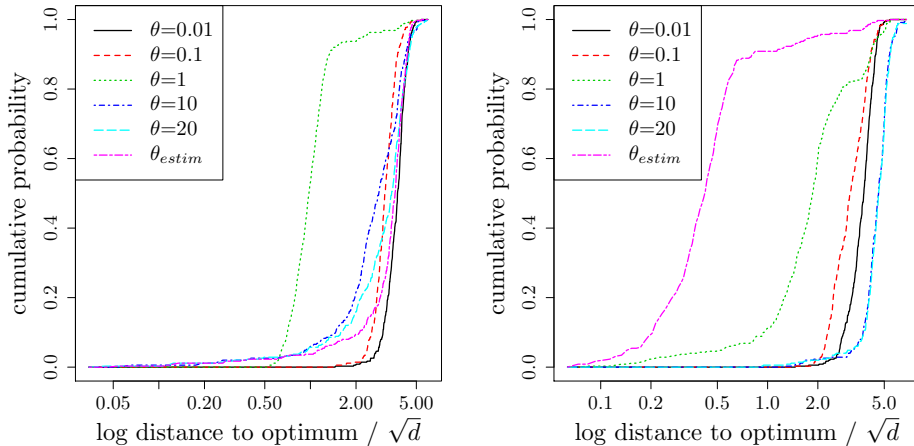 1.0
0.8
0.6
0.4
0.2
0.0
cumulative probability
θ=0.01
θ=0.1
θ=1
θ=10
θ=20
θ_estim
0.05 0.20 0.50 2.00 5.00
log distance to optimum / √d
1.0
0.8
0.6
0.4
0.2
0.0
cumulative probability
θ=0.01
θ=0.1
θ=1
θ=10
θ=20
θ_estim
0.1 0.2 0.5 1.0 2.0 5.0
log distance to optimum / √d